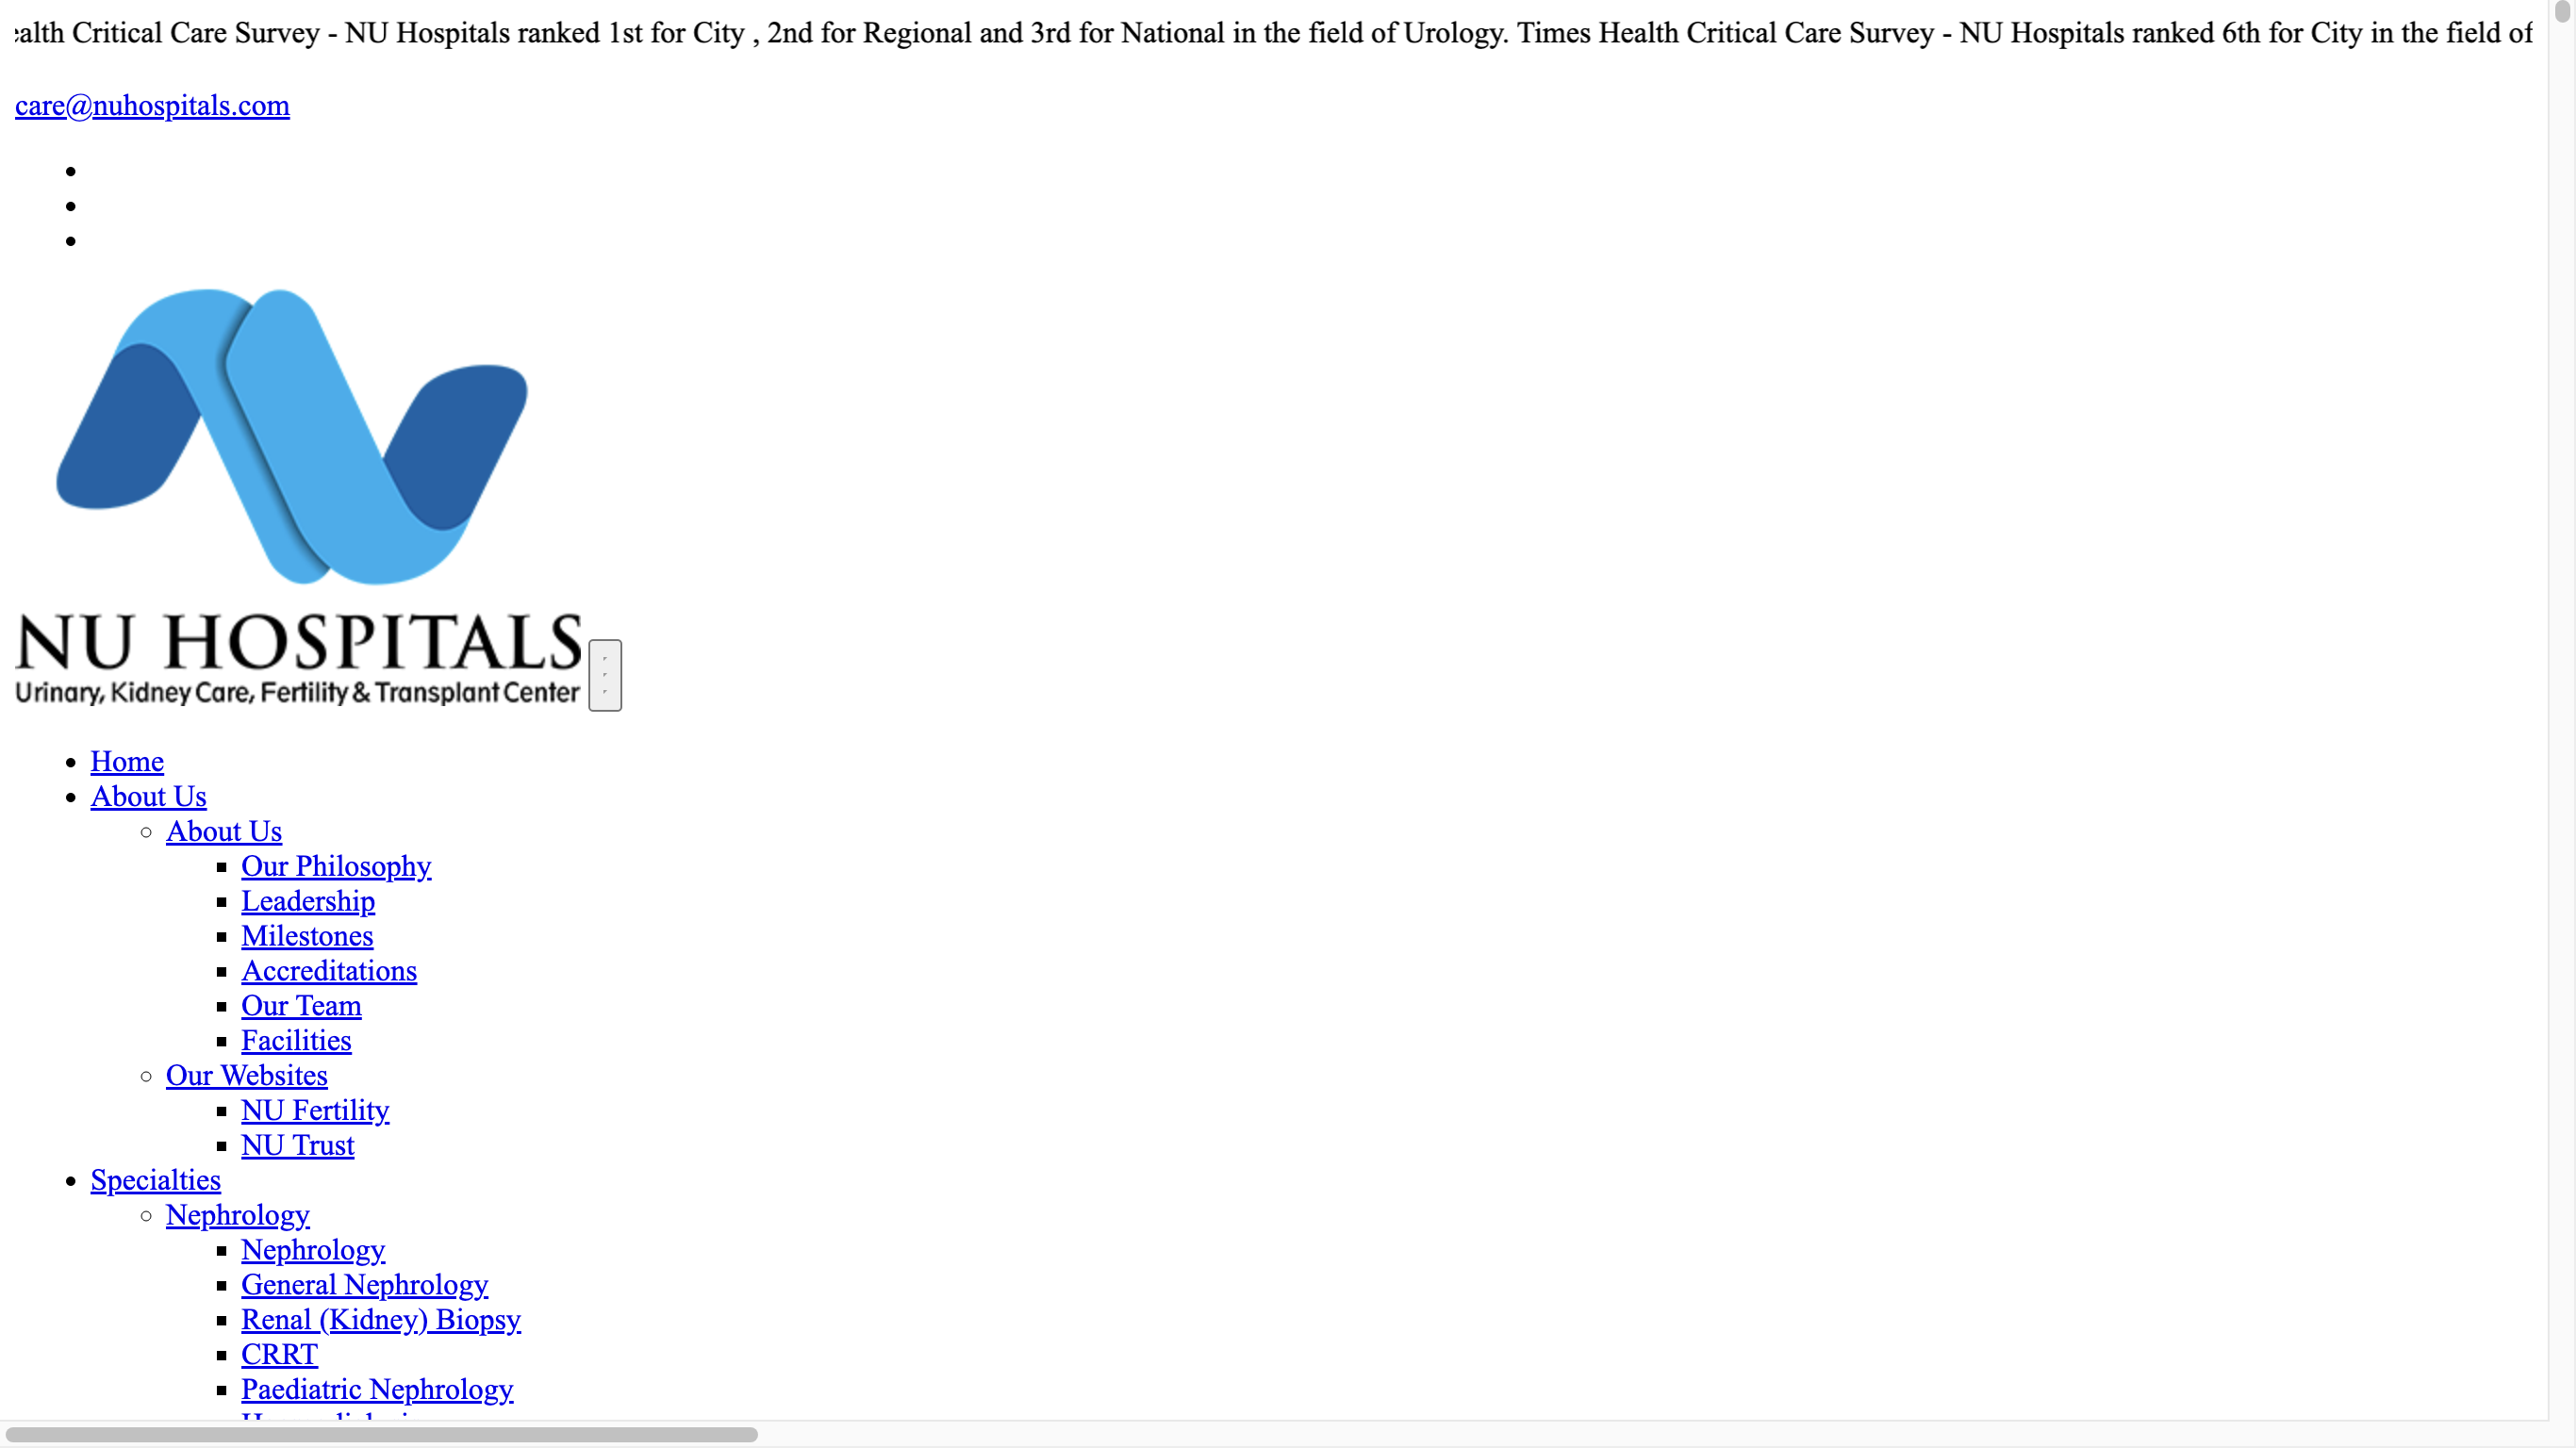 alth Critical Care Survey - NU Hospitals ranked 1st for City , 2nd for Regional and 3rd for National in the field of Urology. Times Health Critical Care Survey - NU Hospitals ranked 6th for City in the field of
care@nuhospitals.com
NU HOSPITALS
Urinary, Kidney Care, Fertility & Transplant Center
Home
About Us
About Us
Our Philosophy
Leadership
Milestones
Accreditations
Our Team
Facilities
Our Websites
NU Fertility
NU Trust
Specialties
Nephrology
Nephrology
General Nephrology
Renal (Kidney) Biopsy
CRRT
Paediatric Nephrology